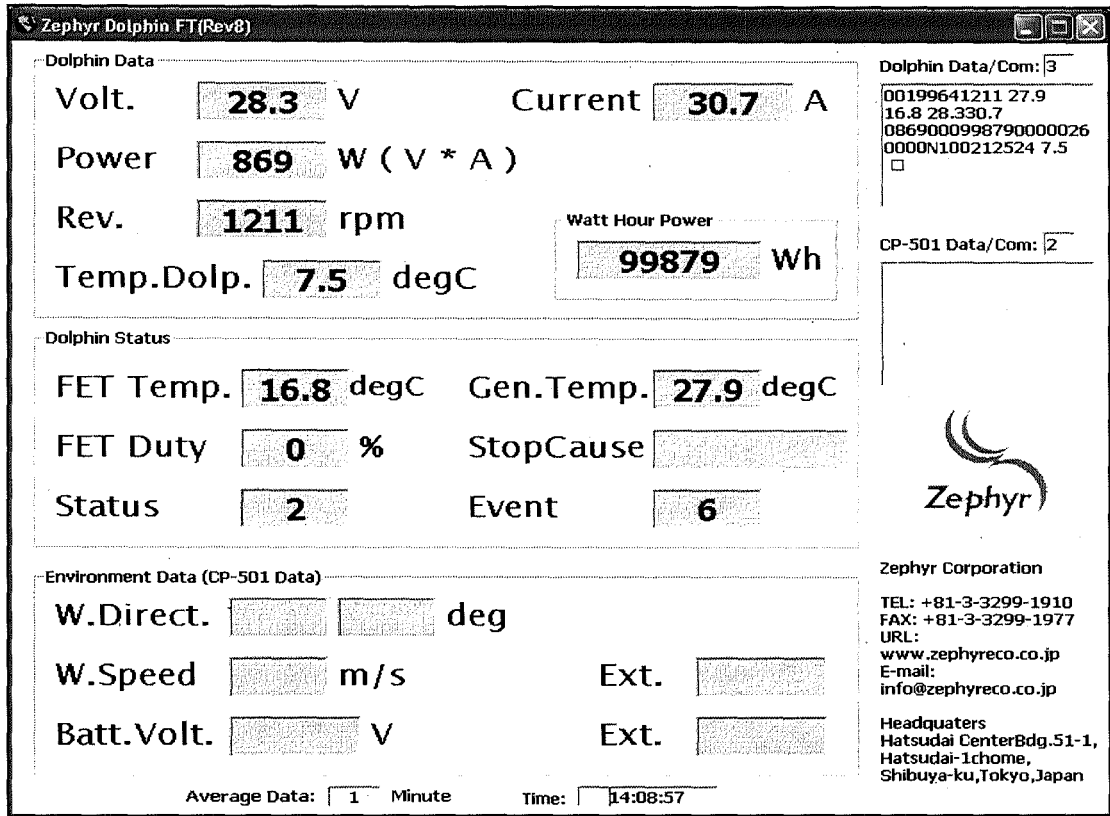 Zephyr Dolphin FT(Rev8)
Dolphin Data
Volt. 28.3 V Current 30.7 A
Power 869 W ( V * A )
Rev. 1211 rpm
Watt Hour Power
99879 Wh
Temp.Dolp. 7.5 degC
Dolphin Status
FET Temp. 16.8 degC Gen.Temp. 27.9 degC
FET Duty 0 % StopCause
Status 2 Event 6
Environment Data (CP-501 Data)
W.Direct. deg
W.Speed m/s Ext.
Batt.Volt. V Ext.
Average Data: 1 Minute Time: 14:08:57
Dolphin Data/Com: 3
00199641211 27.9
16.8 28.330.7
0869000998790000026
0000N100212524 7.5
CP-501 Data/Com: 2
Zephyr
Zephyr Corporation
TEL: +81-3-3299-1910
FAX: +81-3-3299-1977
URL:
www.zephyreco.co.jp
E-mail:
info@zephyreco.co.jp
Headquaters
Hatsudai CenterBdg.51-1,
Hatsudai-1chome,
Shibuya-ku,Tokyo,Japan